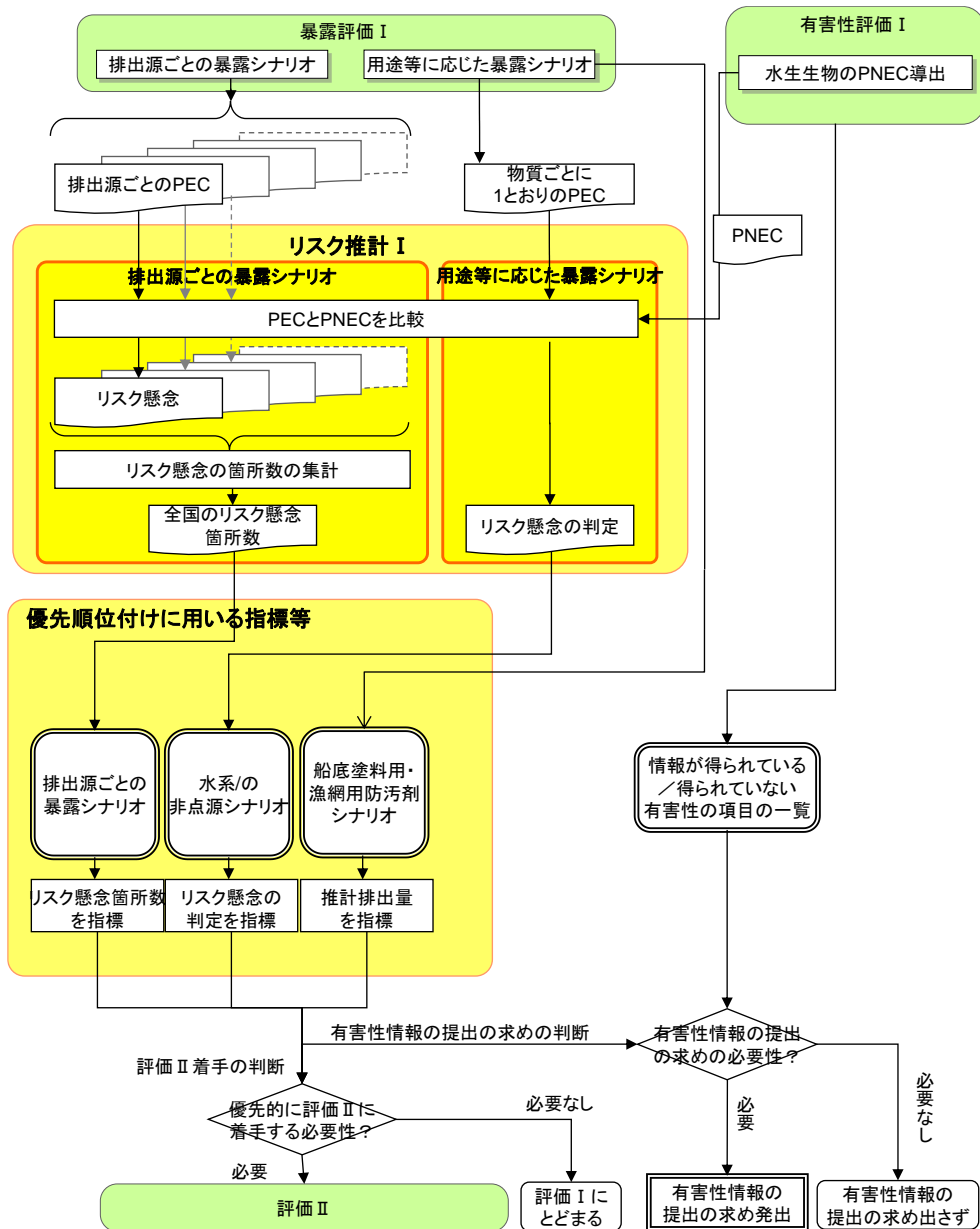 暴露評価Ⅰ
排出源ごとの暴露シナリオ
用途等に応じた暴露シナリオ
有害性評価Ⅰ
水生生物のPNEC導出
排出源ごとのPEC
物質ごとに
1とおりのPEC
PNEC
リスク推計Ⅰ
排出源ごとの暴露シナリオ
用途等に応じた暴露シナリオ
PECとPNECを比較
リスク懸念
リスク懸念の箇所数の集計
全国のリスク懸念
箇所数
リスク懸念の判定
優先順位付けに用いる指標等
排出源ごとの
暴露シナリオ
水系/の
非点源シナリオ
船底塗料用・
漁網用防汚剤
シナリオ
情報が得られている
／得られていない
有害性の項目の一覧
リスク懸念箇所数
を指標
リスク懸念の
判定を指標
推計排出量
を指標
有害性情報の提出の求めの判断
有害性情報の提出
の求めの必要性？
評価Ⅱ着手の判断
優先的に評価Ⅱに
着手する必要性？
必要なし
必要
必要
必要なし
評価Ⅱ
評価Ⅰに
とどまる
有害性情報の
提出の求め発出
有害性情報の
提出の求め出さず